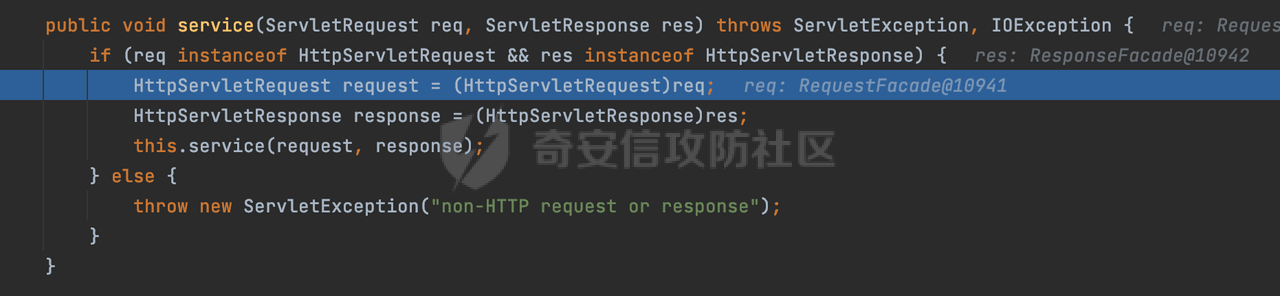 public void service(ServletRequest req, ServletResponse res) throws ServletException, IOException {   req: Reques
    if (req instanceof HttpServletRequest && res instanceof HttpServletResponse) {   res: ResponseFacade@10942
        HttpServletRequest request = (HttpServletRequest)req;   req: RequestFacade@10941
        HttpServletResponse response = (HttpServletResponse)res;
        this.service(request, response);
奇安信攻防社区
    } else {
        throw new ServletException("non-HTTP request or response");
    }
}